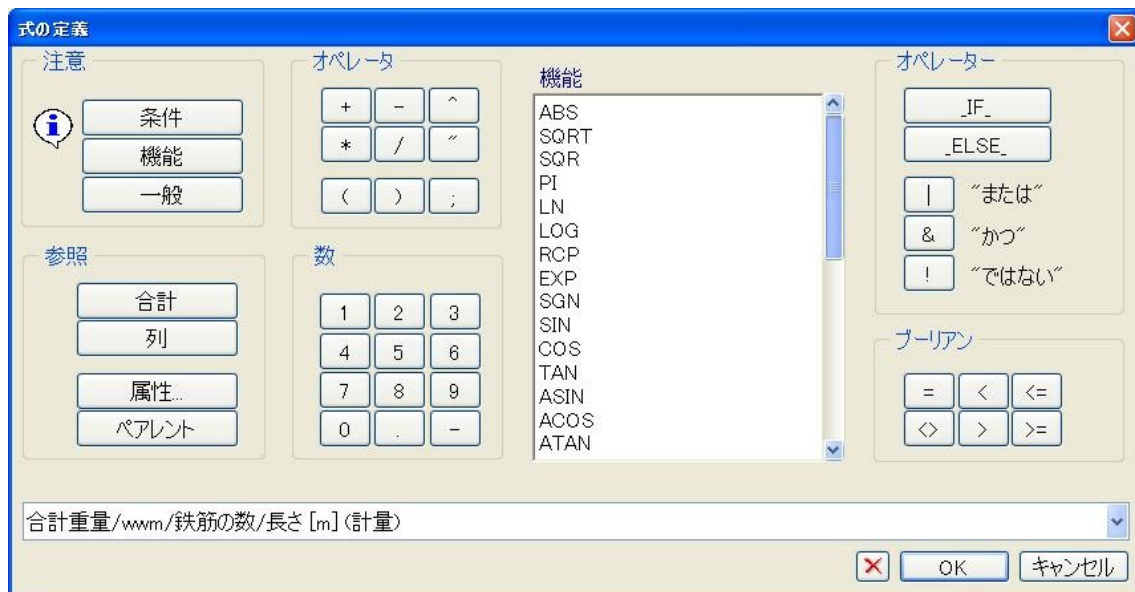 式の定義
注意
条件
機能
一般
オペレータ
+ - ^
* / ″
( ) ;
機能
ABS
SQRT
SQR
PI
LN
LOG
RCP
EXP
SGN
SIN
COS
TAN
ASIN
ACOS
ATAN
オペレーター
_IF_
_ELSE_
| ″または″
& ″かつ″
! ″ではない″
参照
合計
列
属性...
ペアレント
数
1 2 3
4 5 6
7 8 9
0 . -
ブーリアン
= < <=
<> > >=
合計重量/wwm/鉄筋の数/長さ[m](計量)
OK キャンセル